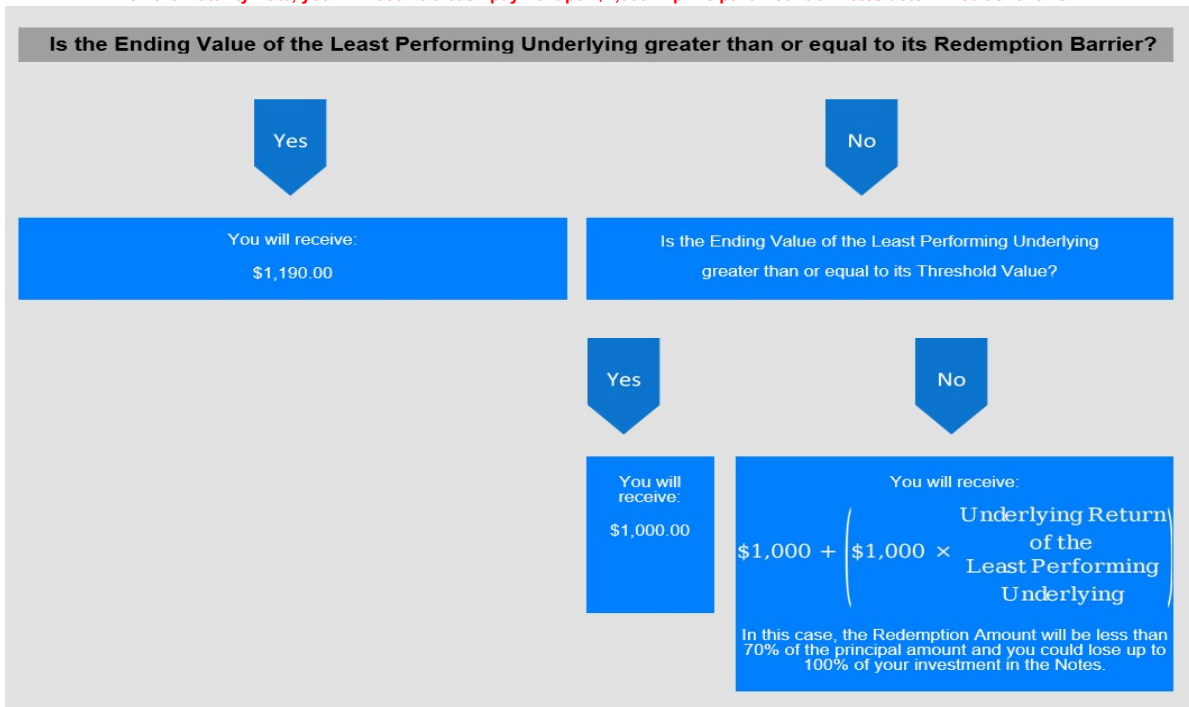 Is the Ending Value of the Least Performing Underlying greater than or equal to its Redemption Barrier?
Yes
No
You will receive:
$1,190.00
Is the Ending Value of the Least Performing Underlying
greater than or equal to its Threshold Value?
Yes
No
You will
receive:
$1,000.00
You will receive:
$1,000 + ($1,000 × Underlying Return
of the
Least Performing
Underlying)
In this case, the Redemption Amount will be less than
70% of the principal amount and you could lose up to
100% of your investment in the Notes.